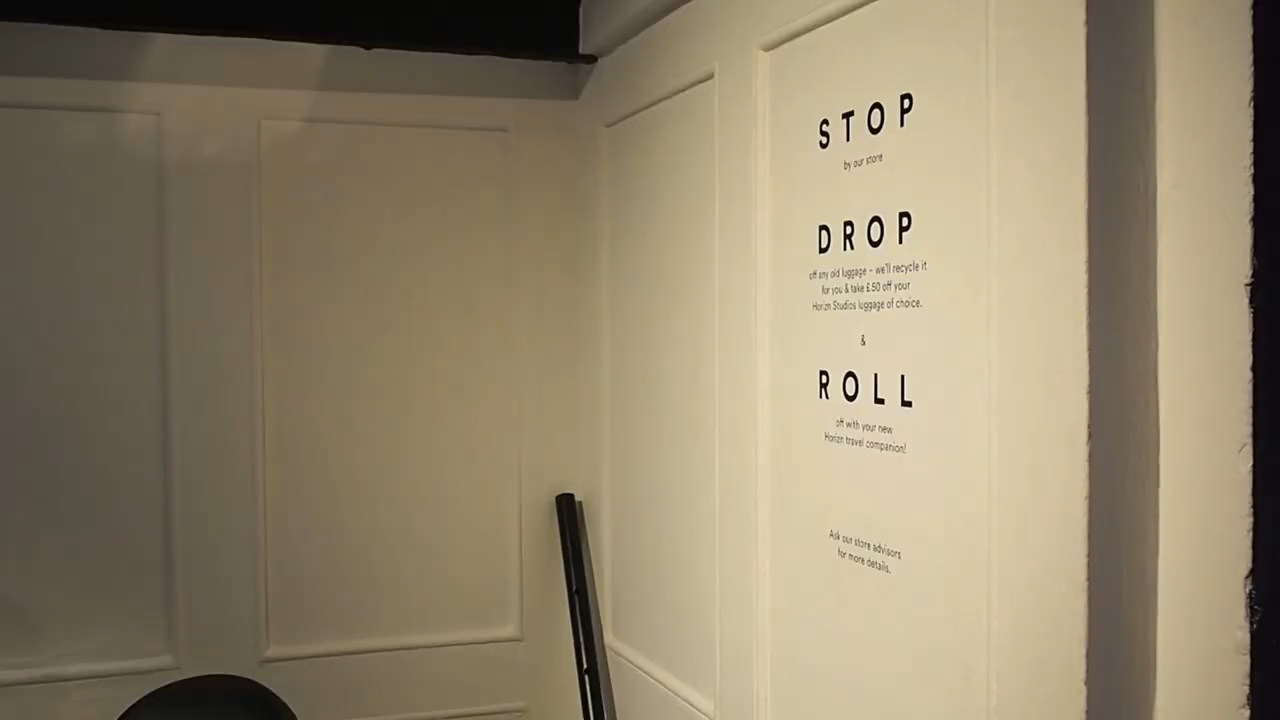 STOP
by our store
DROP
off any old luggage – we'll recycle it
for you & take £50 off your
Horizn Studios luggage of choice.
&
ROLL
off with your new
Horizn travel companion!
Ask our store advisors
for more details.